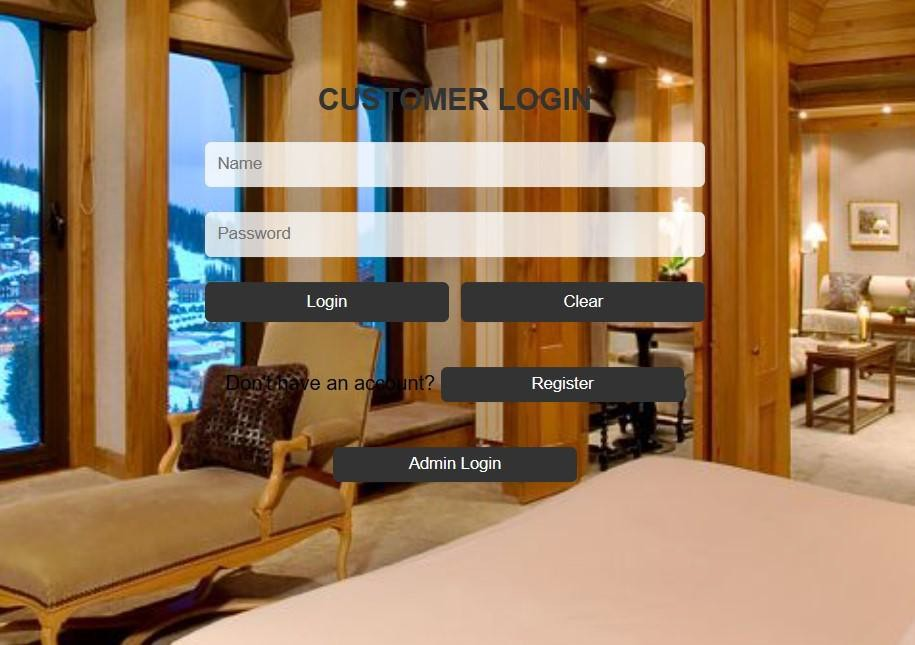 CUSTOMER LOGIN
Name
Password
Login Clear
Don't have an account? Register
Admin Login